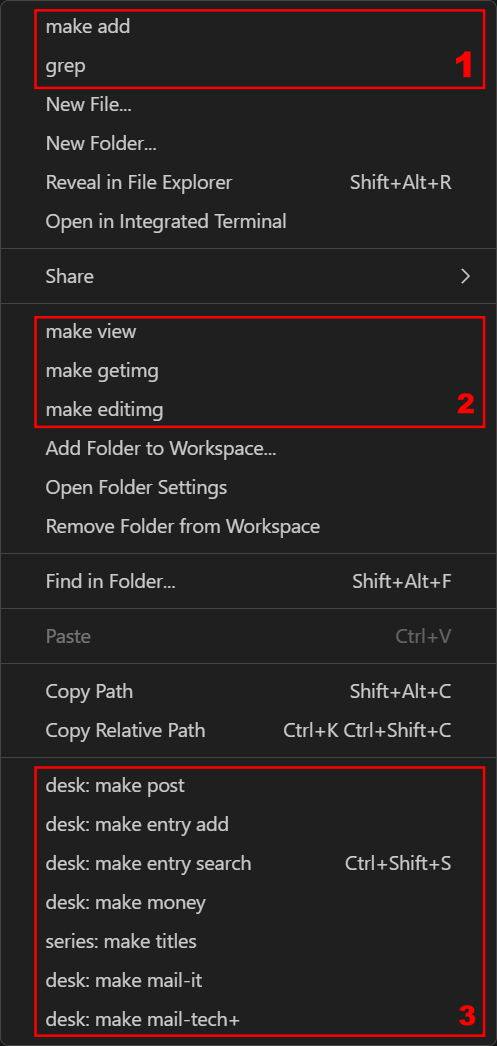 make add
grep
1
New File...
New Folder...
Reveal in File Explorer Shift+Alt+R
Open in Integrated Terminal
Share
make view
make getimg
make editimg
2
Add Folder to Workspace...
Open Folder Settings
Remove Folder from Workspace
Find in Folder... Shift+Alt+F
Paste Ctrl+V
Copy Path Shift+Alt+C
Copy Relative Path Ctrl+K Ctrl+Shift+C
desk: make post
desk: make entry add
desk: make entry search Ctrl+Shift+S
desk: make money
series: make titles
desk: make mail-it
desk: make mail-tech+
3